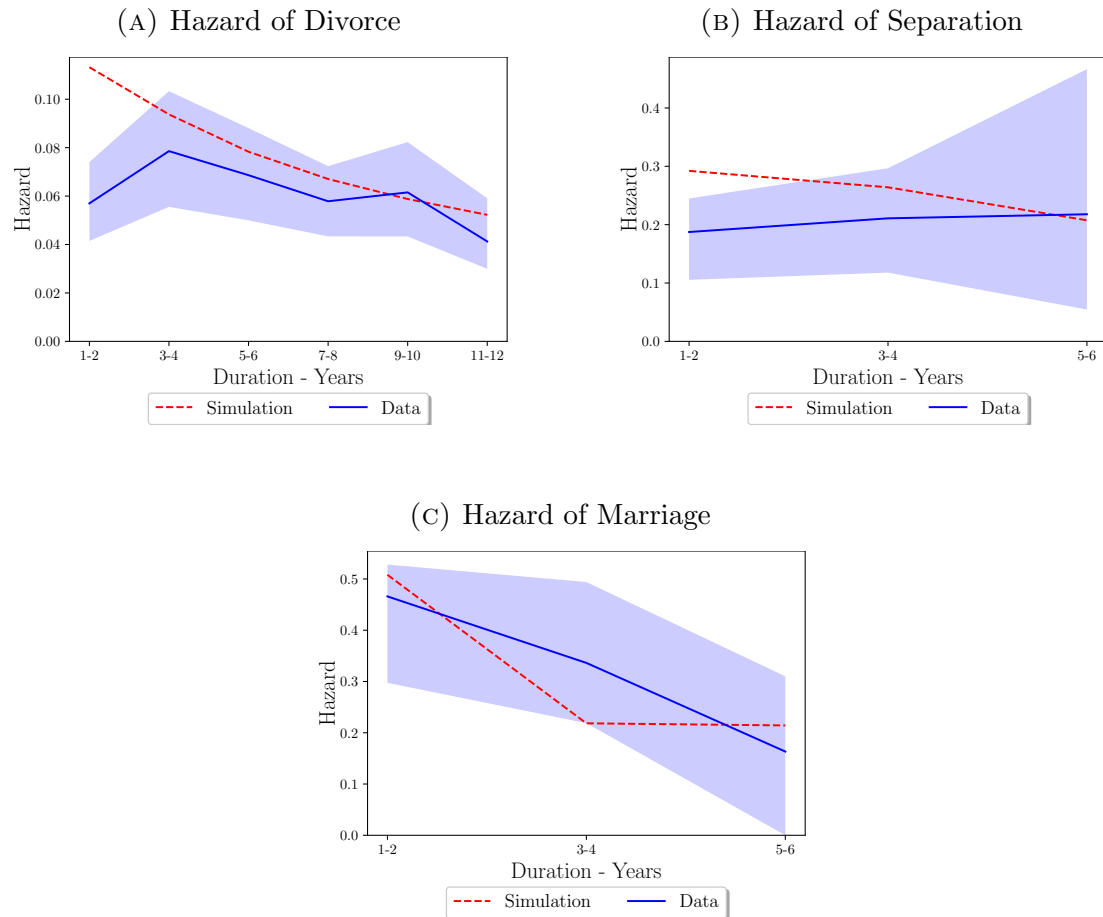 (A) Hazard of Divorce
0.10
0.08
0.06
0.04
0.02
0.00
Hazard
1-2 3-4 5-6 7-8 9-10 11-12
Duration - Years
Simulation Data
(B) Hazard of Separation
0.4
0.3
0.2
0.1
0.0
Hazard
1-2 3-4 5-6
Duration - Years
Simulation Data
(C) Hazard of Marriage
0.5
0.4
0.3
0.2
0.1
0.0
Hazard
1-2 3-4 5-6
Duration - Years
Simulation Data